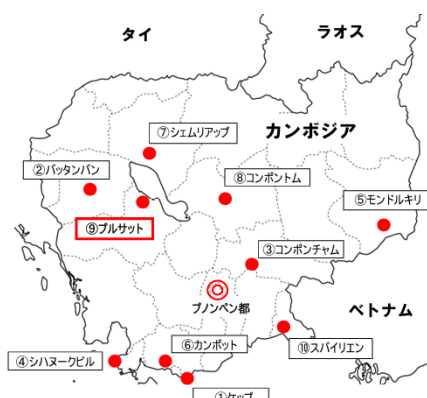 タイ
ラオス
カンボジア
⑦シェムリアップ
②バッタンバン
⑧コンポントム
⑤モンドルキリ
⑨プルサット
③コンポンチャム
プノンペン都
ベトナム
⑥カンポット
⑩スバイリエン
④シハヌークビル
①ケップ